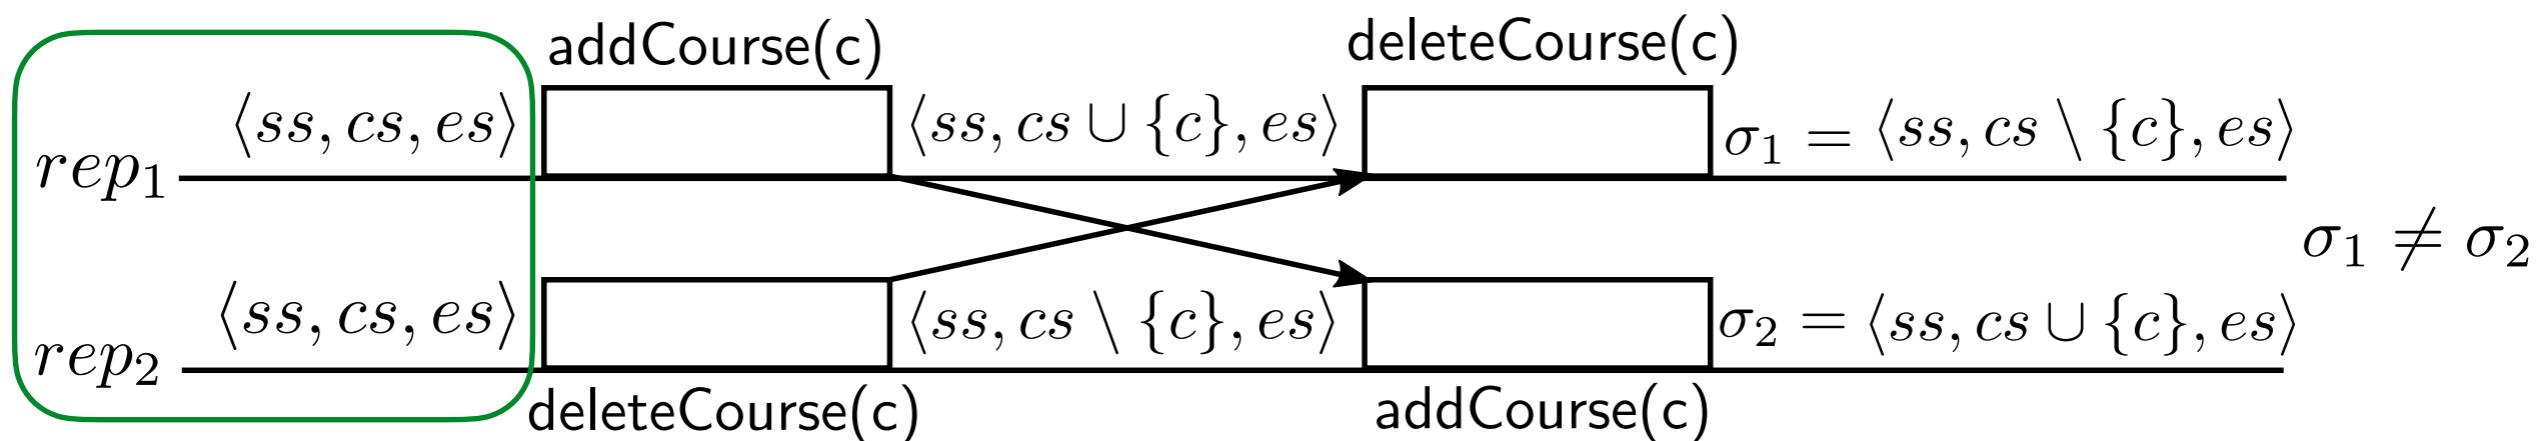 addCourse(c) deleteCourse(c)
⟨ss, cs, es⟩ ⟨ss, cs ∪ {c}, es⟩ σ₁ = ⟨ss, cs \ {c}, es⟩
rep₁
σ₁ ≠ σ₂
⟨ss, cs, es⟩ ⟨ss, cs \ {c}, es⟩ σ₂ = ⟨ss, cs ∪ {c}, es⟩
rep₂
deleteCourse(c) addCourse(c)